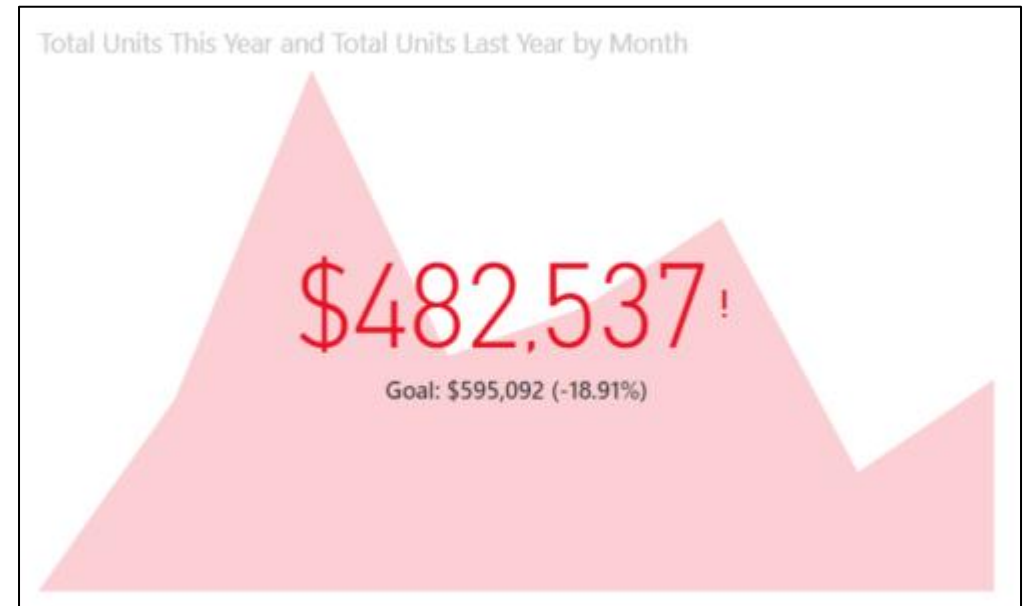 Total Units This Year and Total Units Last Year by Month
$482,537!
Goal: $595,092 (-18.91%)